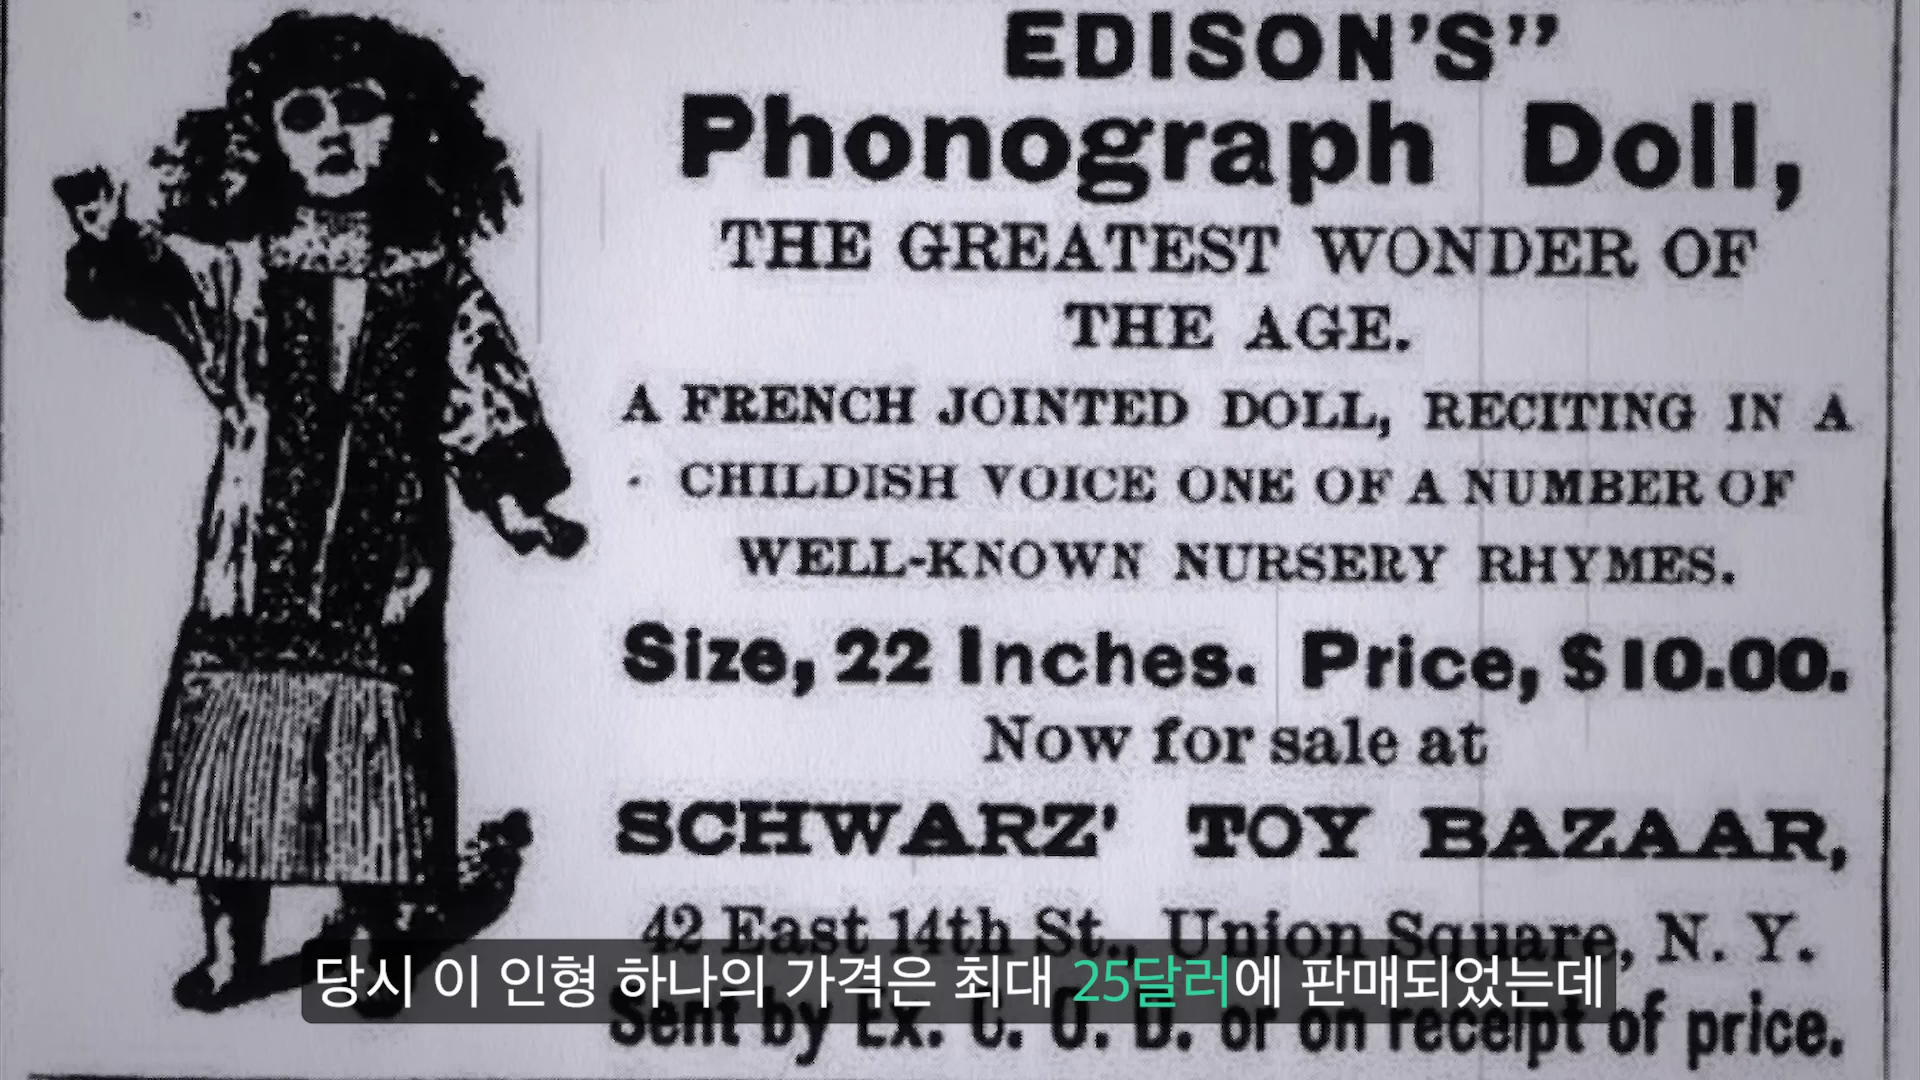 EDISON'S"
Phonograph Doll,
THE GREATEST WONDER OF
THE AGE.
A FRENCH JOINTED DOLL, RECITING IN A
CHILDISH VOICE ONE OF A NUMBER OF
WELL-KNOWN NURSERY RHYMES.
Size, 22 Inches. Price, $10.00.
Now for sale at
SCHWARZ' TOY BAZAAR,
42 East 14th St., Union Square, N. Y.
당시 이 인형 하나의 가격은 최대 25달러에 판매되었는데
Sent by Ex. C. O. D. or on receipt of price.